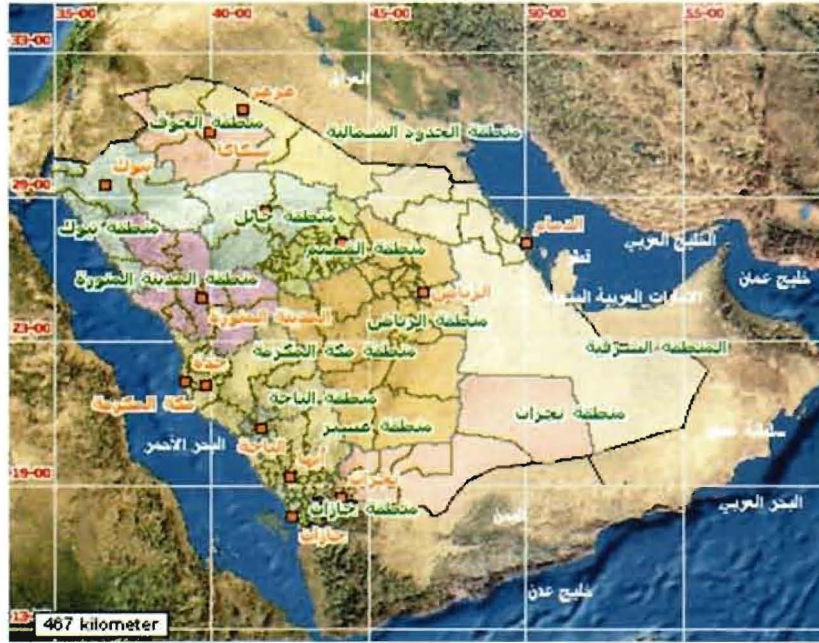 35-00 40-00 45-00 50-00 55-00
33-00
العراق
عرعر
منطقة الجوف
منطقة الحدود الشمالية
سكاكا
تبوك
29-00
منطقة حائل
منطقة تبوك
الدمام
منطقة القصيم
الخليج العربي
قطر
خليج عمان
منطقة المدينة المنورة
الرياض
الامارات العربية المتحدة
المدينة المنورة
منطقة الرياض
23-00
منطقة مكة المكرمة
المنطقة الشرقية
جدة
مكة المكرمة
منطقة الباحة
منطقة نجران
منطقة عسير
سلطنة عمان
البحر الأحمر
الباحة
أبها
نجران
19-00
البحر العربي
منطقة جازان
اليمن
جازان
خليج عدن
13-00
467 kilometer